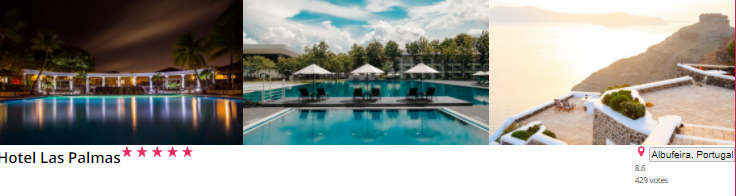 Hotel Las Palmas
Albufeira, Portugal
8.6
429 votes